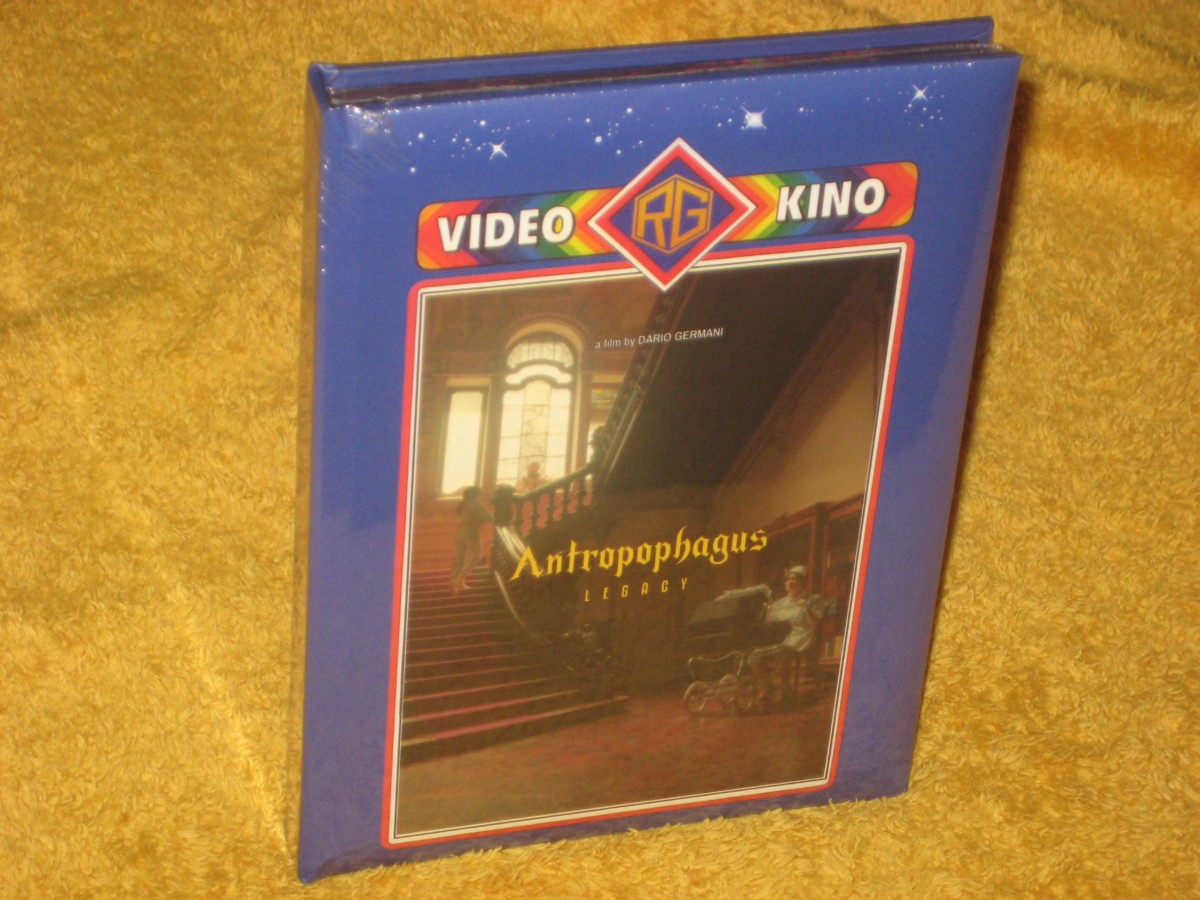 VIDEO RG KINO
a film by DARIO GERMANI
Antropophagus
LEGACY